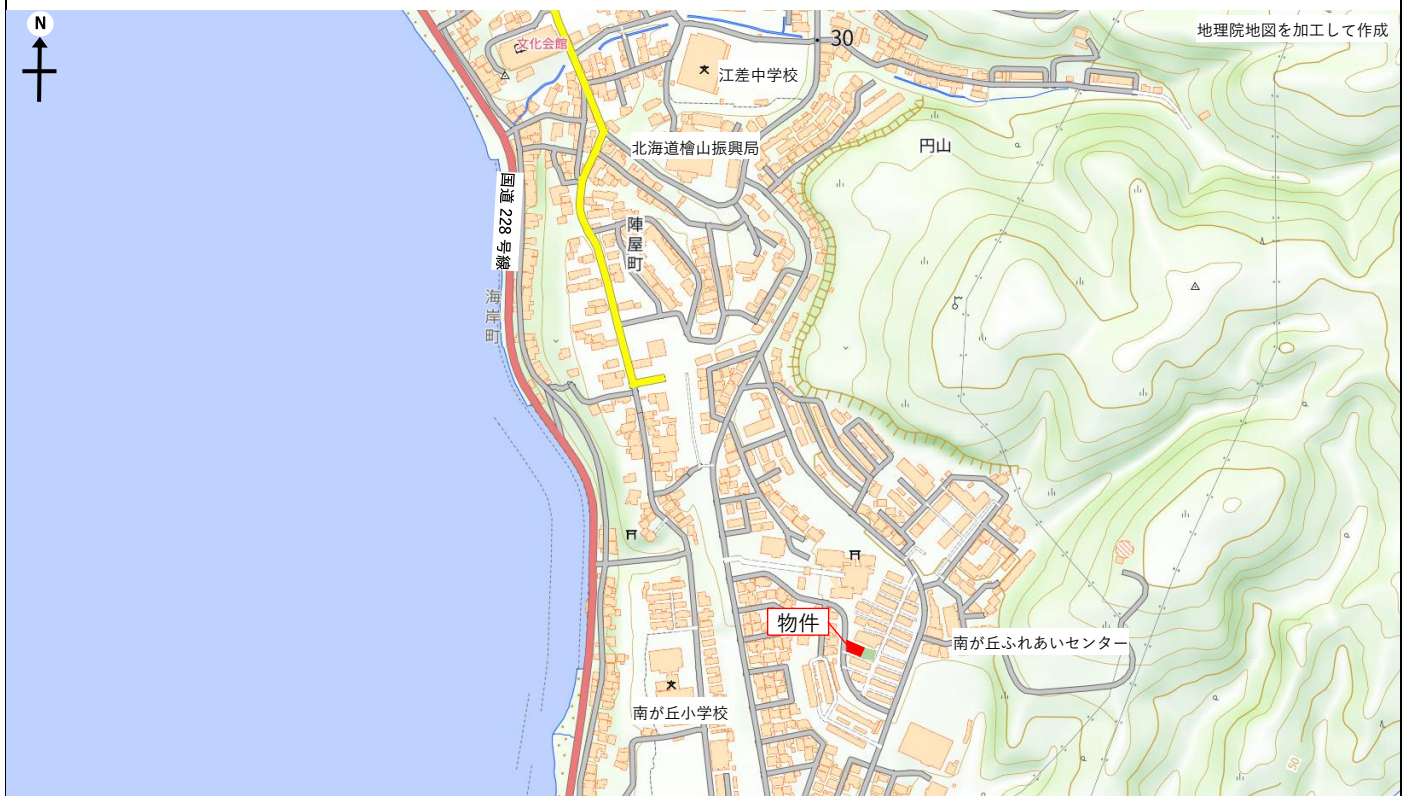 N
地理院地図を加工して作成
文化会館
30
江差中学校
北海道檜山振興局
円山
国道 228 号線
陣屋町
海岸町
物件
南が丘ふれあいセンター
南が丘小学校
50